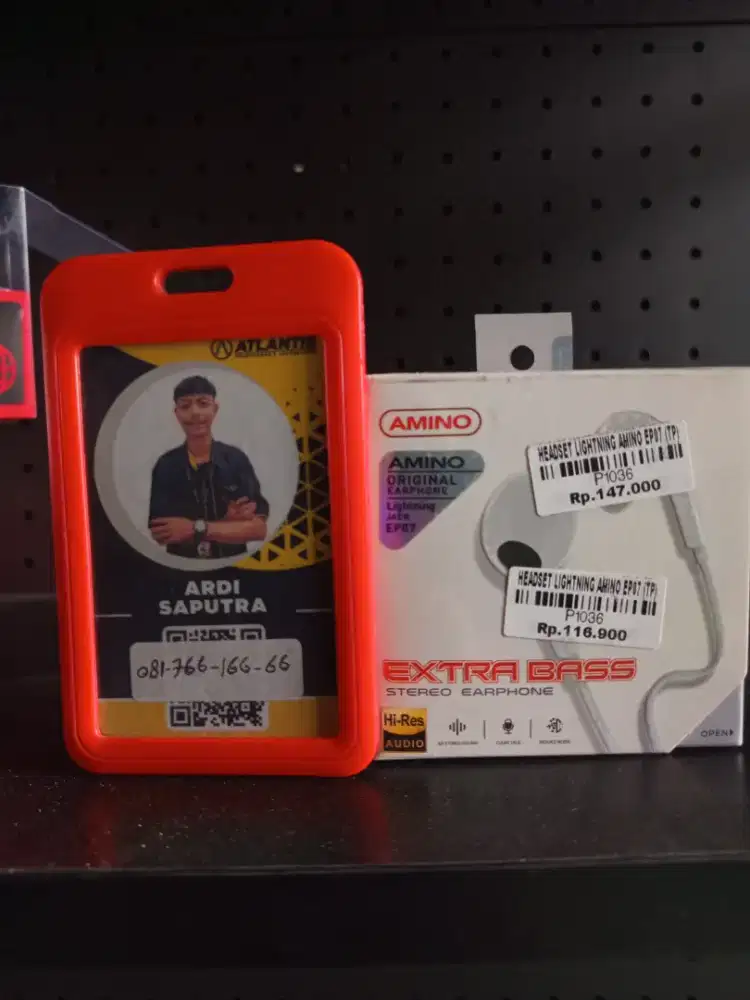 ATLANTIS
ARDI
SAPUTRA
081-766-166-66
AMINO
AMINO
ORIGINAL
EARPHONE
Lightning
JACK
EP87
HEADSET LIGHTNING AMINO EP87 (TP)
P1036
Rp.147.000
HEADSET LIGHTNING AMINO EP87 (TP)
P1036
Rp.116.900
EXTRA BASS
STEREO EARPHONE
Hi-Res
AUDIO
OPEN